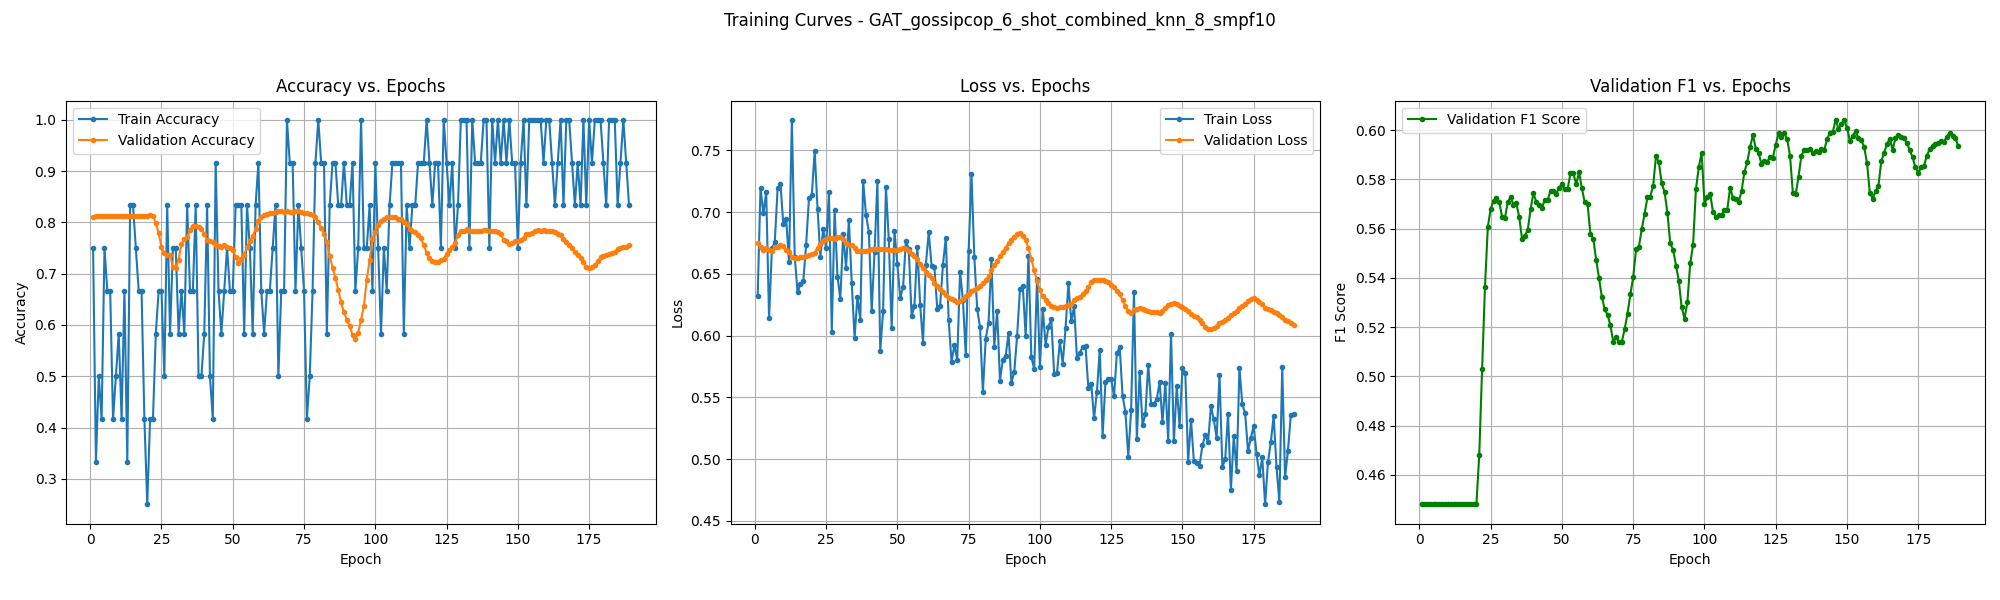 Training Curves - GAT_gossipcop_6_shot_combined_knn_8_smpf10
Accuracy vs. Epochs
Train Accuracy
Validation Accuracy
1.0
0.9
0.8
0.7
0.6
0.5
0.4
0.3
Accuracy
0 25 50 75 100 125 150 175
Epoch
Loss vs. Epochs
Train Loss
Validation Loss
0.75
0.70
0.65
0.60
0.55
0.50
0.45
Loss
0 25 50 75 100 125 150 175
Epoch
Validation F1 vs. Epochs
Validation F1 Score
0.60
0.58
0.56
0.54
0.52
0.50
0.48
0.46
F1 Score
0 25 50 75 100 125 150 175
Epoch